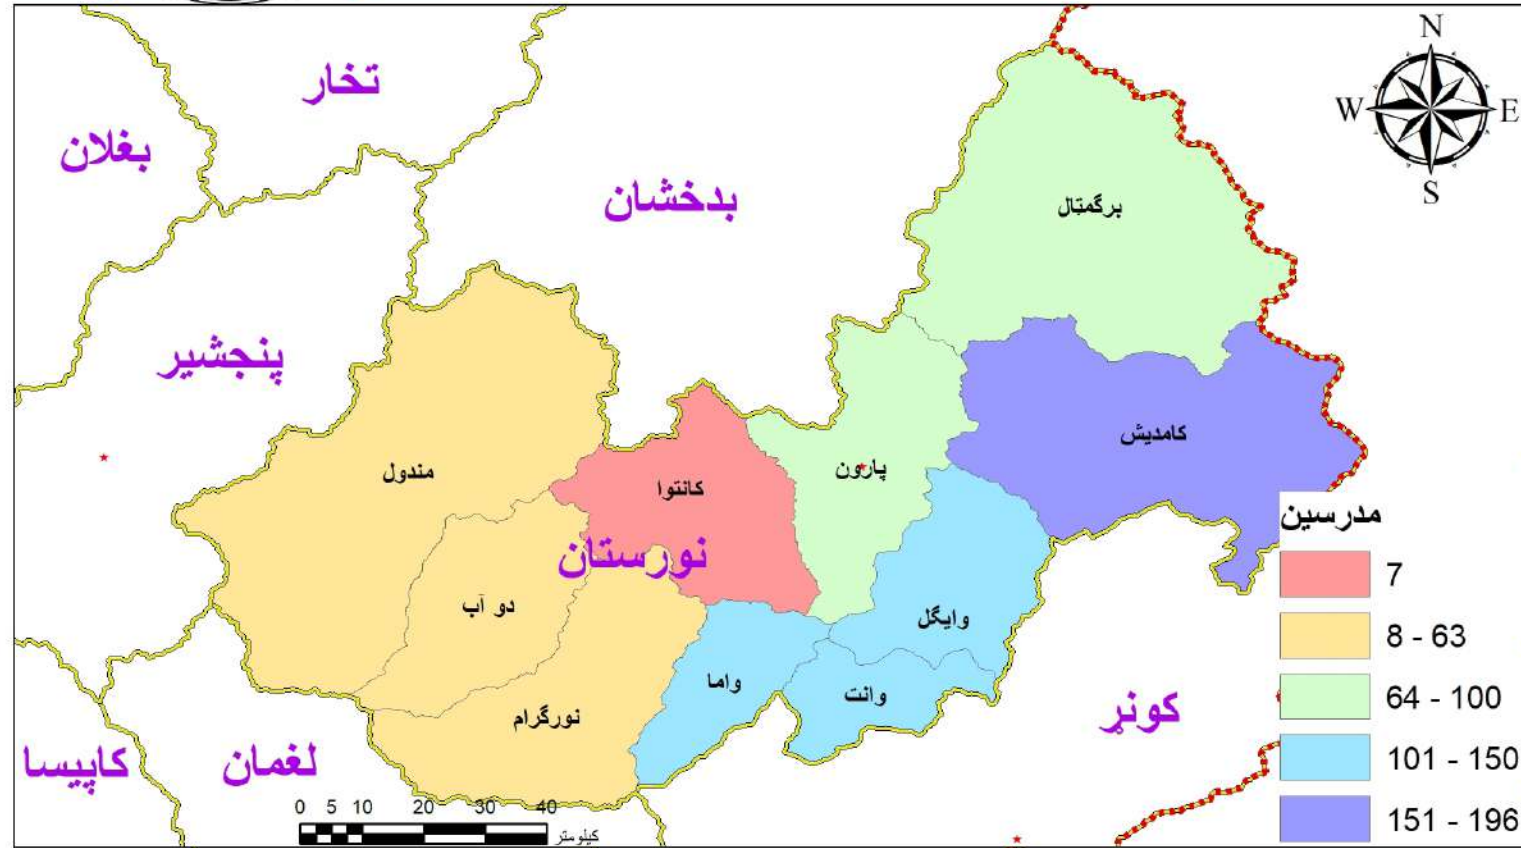 تخار
N
W
E
S
بغلان
بدخشان
برگمټال
پنجشیر
کامدیش
مندول
پارون
کانتوا
نورستان
دو آب
وایگل
واما
وانت
نورگرام
کونړ
لغمان
کاپیسا
0 5 10 20 30 40
کیلومتر
مدرسین
7
8 - 63
64 - 100
101 - 150
151 - 196